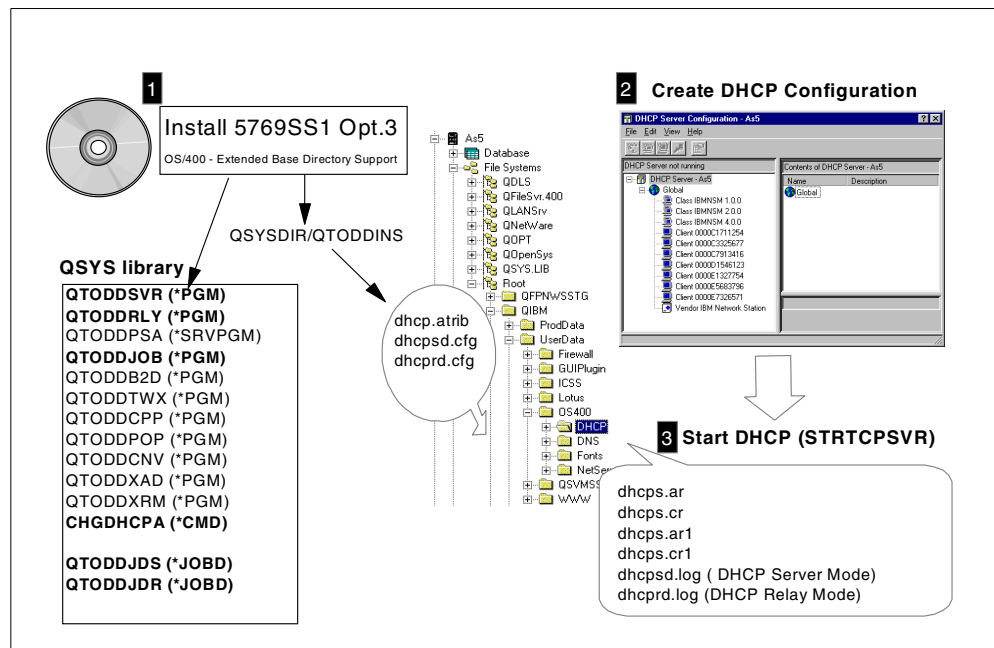 1
Install 5769SS1 Opt.3
OS/400 - Extended Base Directory Support
QSYSDIR/QTODDINS
QSYS library
QTODDSVR (*PGM)
QTODDRLY (*PGM)
QTODDPSA (*SRVPGM)
QTODDJOB (*PGM)
QTODDB2D (*PGM)
QTODDTWX (*PGM)
QTODDCPP (*PGM)
QTODDPOP (*PGM)
QTODDCNV (*PGM)
QTODDXAD (*PGM)
QTODDXRM (*PGM)
CHGDHCPA (*CMD)
QTODDJDS (*JOBD)
QTODDJDR (*JOBD)
dhcp.atrib
dhcpsd.cfg
dhcprd.cfg
As5
Database
File Systems
QDLS
QFileSvr.400
QLANSrv
QNetWare
QOPT
QOpenSys
QSYS.LIB
Root
QFPNWSSTG
QIBM
ProdData
UserData
Firewall
GUIPlugin
ICSS
Lotus
OS400
DHCP
DNS
Fonts
NetSer
QSVMSS
WWW
2 Create DHCP Configuration
DHCP Server Configuration - As5
File Edit View Help
DHCP Server not running
Contents of DHCP Server - As5
DHCP Server - As5
Global
Class IBMNSM 1.0.0
Class IBMNSM 2.0.0
Class IBMNSM 4.0.0
Client 0000C1711254
Client 0000C3325677
Client 0000C7913416
Client 0000D1546123
Client 0000E1327754
Client 0000E5683796
Client 0000E7326571
Vendor IBM Network Station
Name Description
Global
3 Start DHCP (STRTCPSVR)
dhcps.ar
dhcps.cr
dhcps.ar1
dhcps.cr1
dhcpsd.log ( DHCP Server Mode)
dhcprd.log (DHCP Relay Mode)